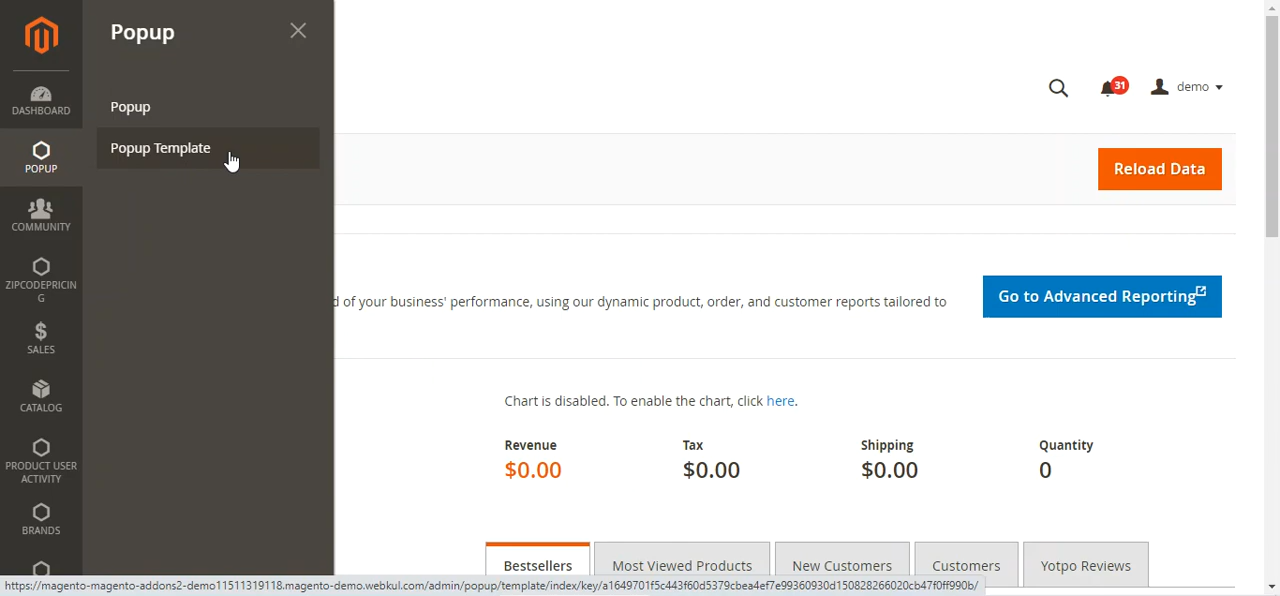 Popup
DASHBOARD
POPUP
COMMUNITY
ZIPCODEPRICIN
G
SALES
CATALOG
PRODUCT USER
ACTIVITY
BRANDS
Popup
Popup Template
31
demo
Reload Data
d of your business' performance, using our dynamic product, order, and customer reports tailored to
Go to Advanced Reporting
Chart is disabled. To enable the chart, click here.
Revenue
$0.00
Tax
$0.00
Shipping
$0.00
Quantity
0
Bestsellers
Most Viewed Products
New Customers
Customers
Yotpo Reviews
https://magento-magento-addons2-demo11511319118.magento-demo.webkul.com/admin/popup/template/index/key/a1649701f5c443f60d5379cbea4ef7e99360930d150828266020cb47f0ff990b/